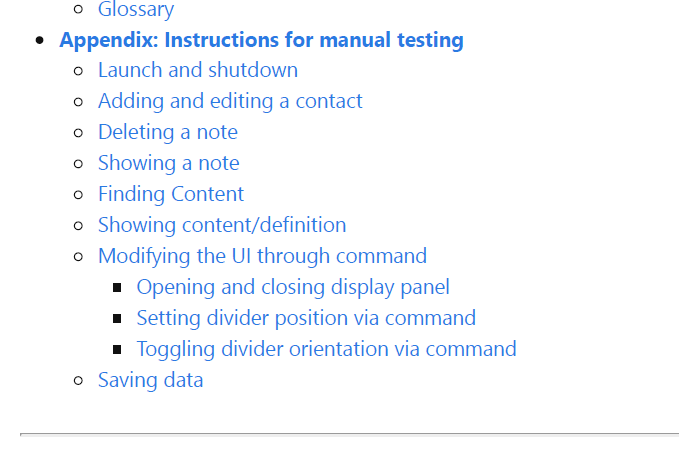 Glossary
Appendix: Instructions for manual testing
Launch and shutdown
Adding and editing a contact
Deleting a note
Showing a note
Finding Content
Showing content/definition
Modifying the UI through command
Opening and closing display panel
Setting divider position via command
Toggling divider orientation via command
Saving data